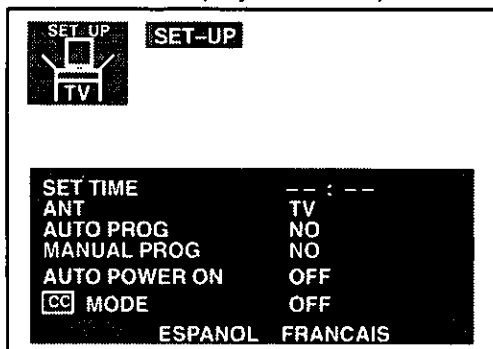 SET UP
SET-UP
TV
SET TIME --:--
ANT TV
AUTO PROG NO
MANUAL PROG NO
AUTO POWER ON OFF
CC MODE OFF
ESPANOL FRANCAIS